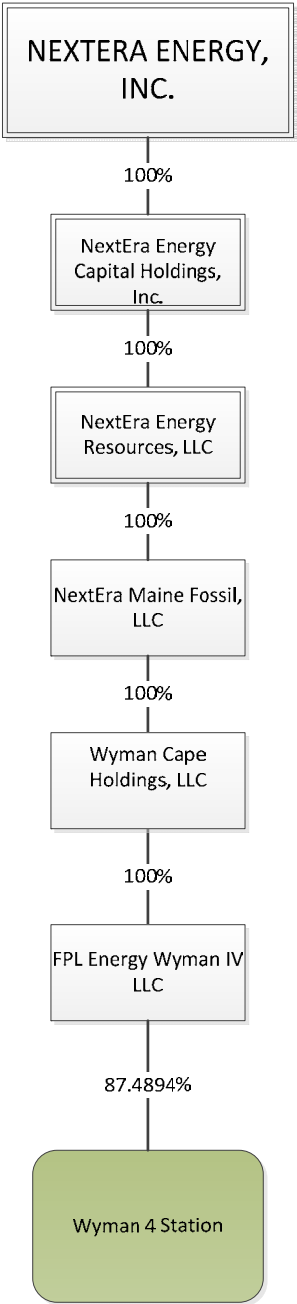 NEXTERA ENERGY,
INC.
100%
NextEra Energy
Capital Holdings,
Inc.
100%
NextEra Energy
Resources, LLC
100%
NextEra Maine Fossil,
LLC
100%
Wyman Cape
Holdings, LLC
100%
FPL Energy Wyman IV
LLC
87.4894%
Wyman 4 Station